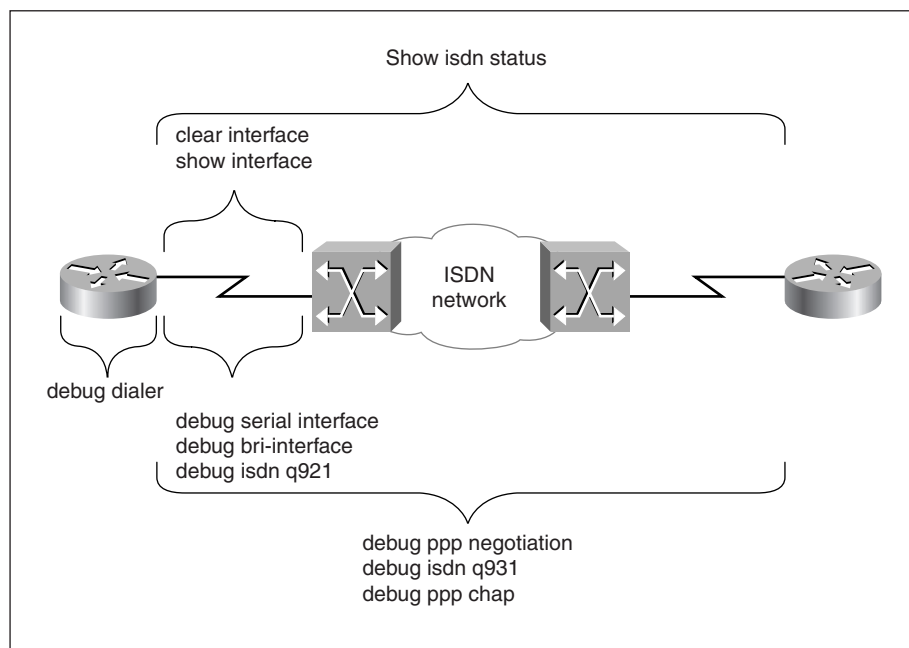 Show isdn status
clear interface
show interface
ISDN
network
debug dialer
debug serial interface
debug bri-interface
debug isdn q921
debug ppp negotiation
debug isdn q931
debug ppp chap